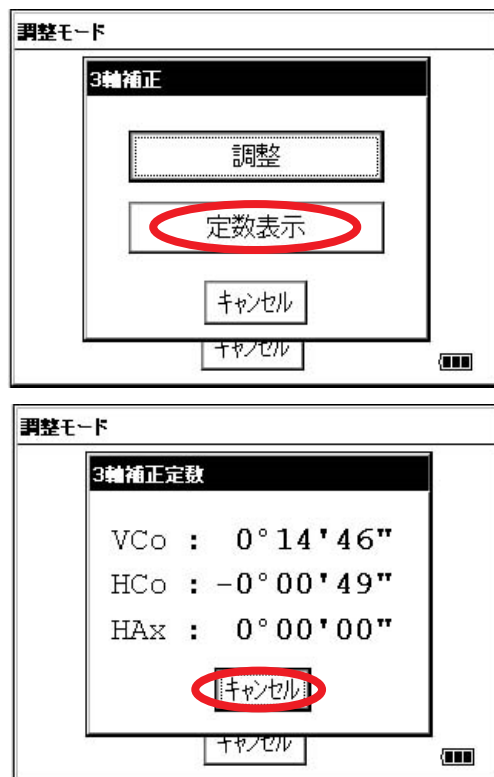 調整モード
3軸補正
調整
定数表示
キャンセル
キャンセル
調整モード
3軸補正定数
VCo : 0°14'46"
HCo : -0°00'49"
HAx : 0°00'00"
キャンセル
キャンセル